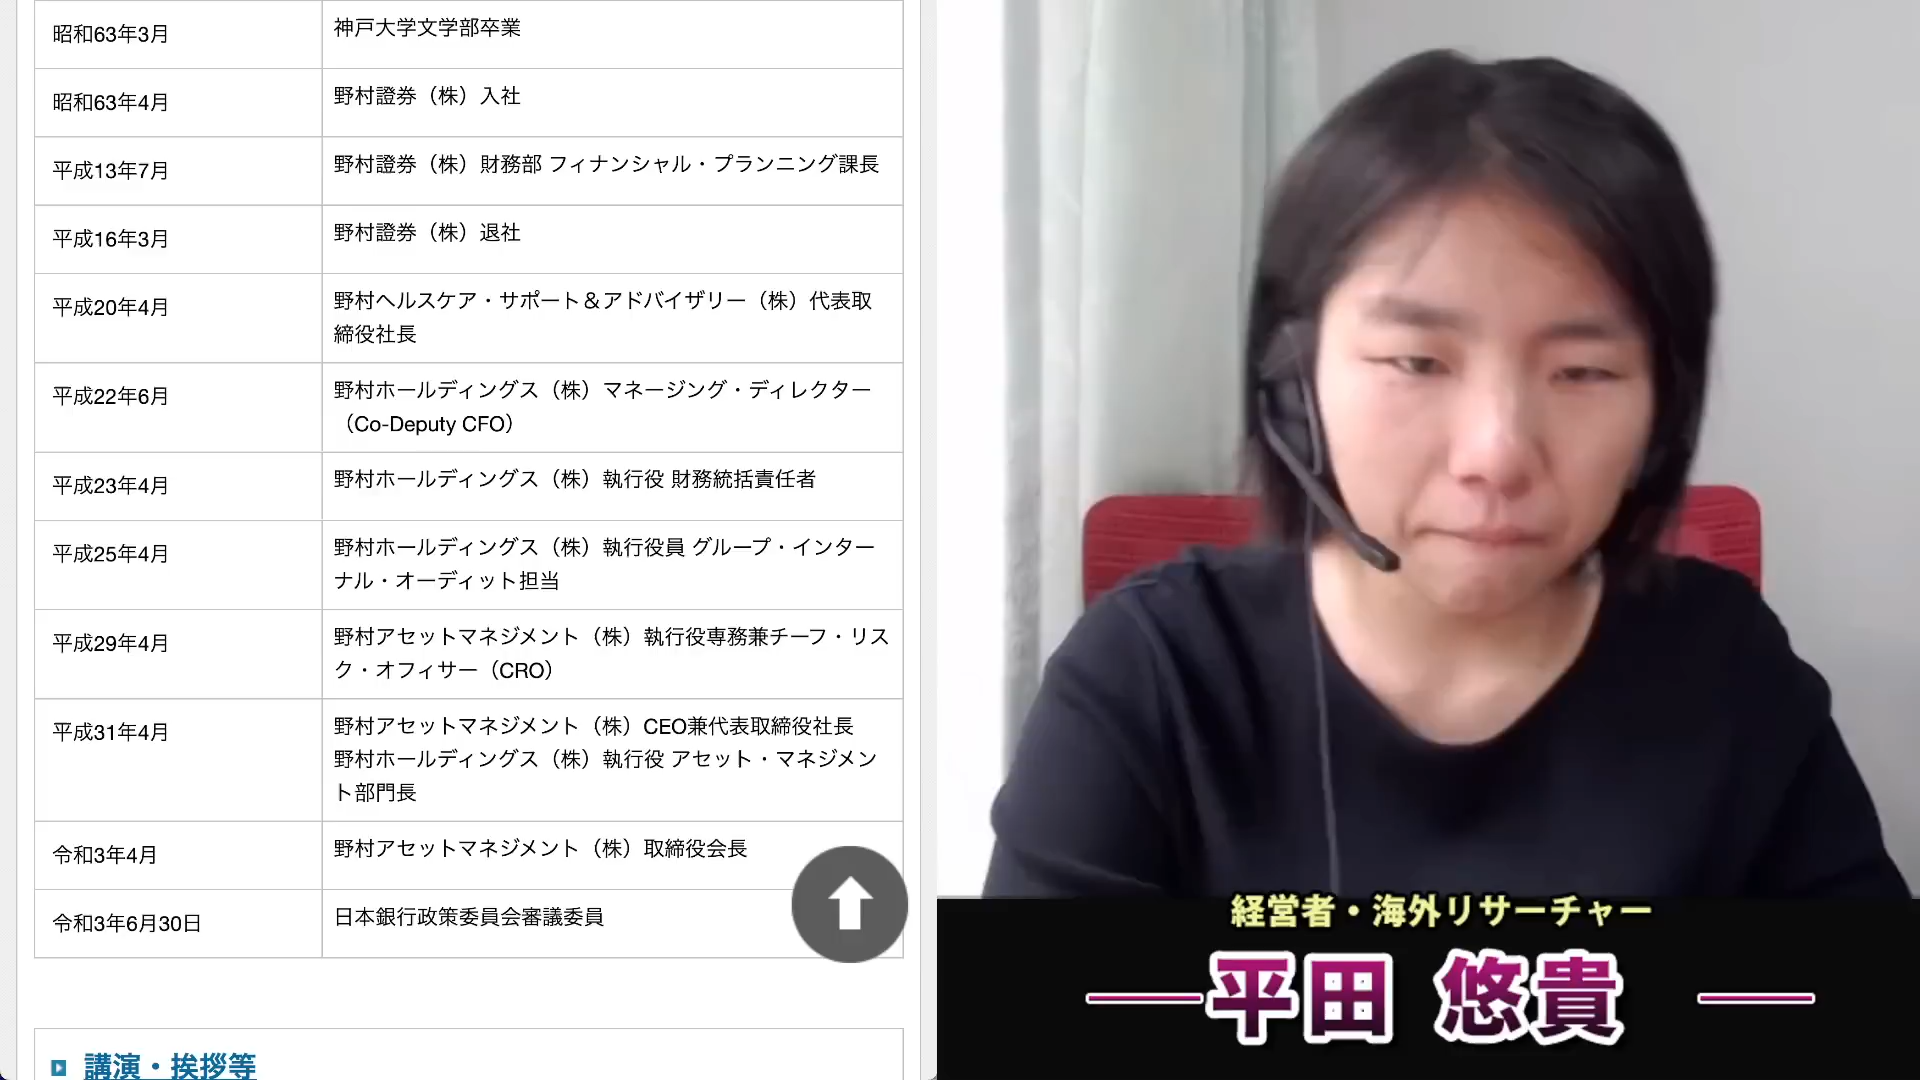 昭和63年3月
神戸大学文学部卒業
昭和63年4月
野村證券（株）入社
平成13年7月
野村證券（株）財務部 フィナンシャル・プランニング課長
平成16年3月
野村證券（株）退社
平成20年4月
野村ヘルスケア・サポート＆アドバイザリー（株）代表取
締役社長
平成22年6月
野村ホールディングス（株）マネージング・ディレクター
（Co-Deputy CFO）
平成23年4月
野村ホールディングス（株）執行役 財務統括責任者
平成25年4月
野村ホールディングス（株）執行役員 グループ・インター
ナル・オーディット担当
平成29年4月
野村アセットマネジメント（株）執行役専務兼チーフ・リス
ク・オフィサー（CRO）
平成31年4月
野村アセットマネジメント（株）CEO兼代表取締役社長
野村ホールディングス（株）執行役 アセット・マネジメン
ト部門長
令和3年4月
野村アセットマネジメント（株）取締役会長
令和3年6月30日
日本銀行政策委員会審議委員
講演・挨拶等
経営者・海外リサーチャー
平田 悠貴